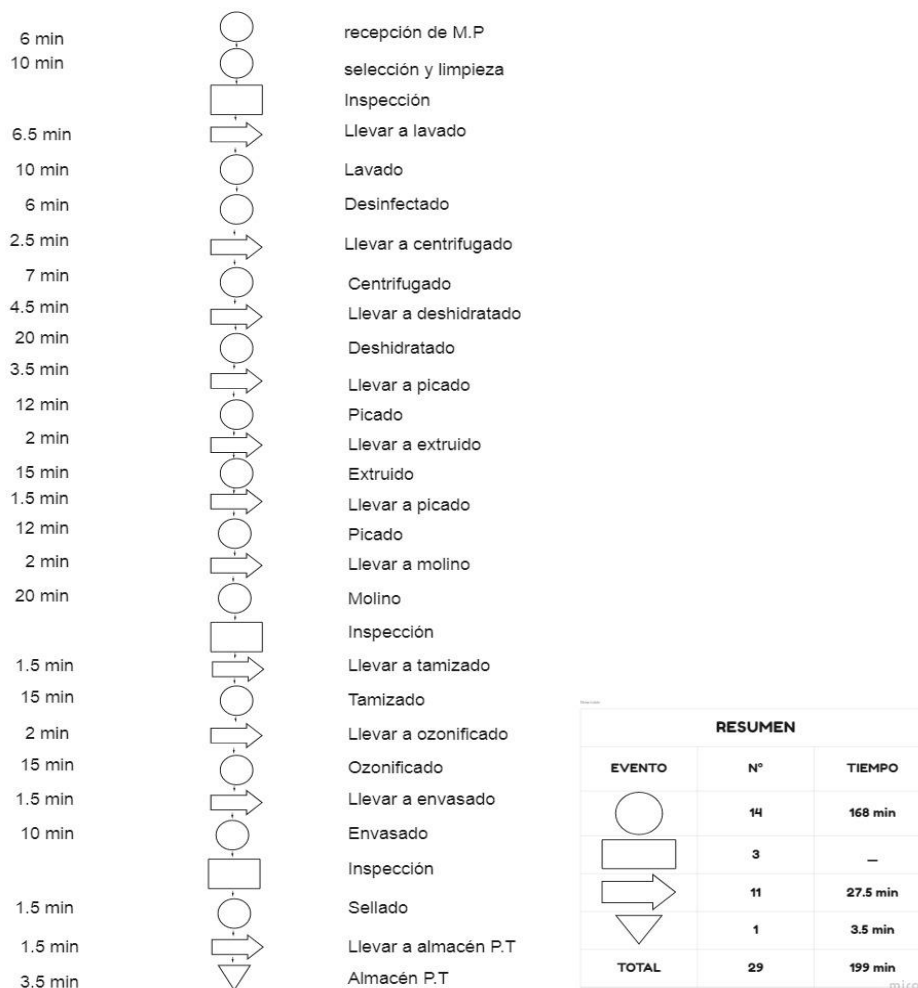 6 min recepción de M.P
10 min selección y limpieza
Inspección
6.5 min Llevar a lavado
10 min Lavado
6 min Desinfectado
2.5 min Llevar a centrifugado
7 min Centrifugado
4.5 min Llevar a deshidratado
20 min Deshidratado
3.5 min Llevar a picado
12 min Picado
2 min Llevar a extruido
15 min Extruido
1.5 min Llevar a picado
12 min Picado
2 min Llevar a molino
20 min Molino
Inspección
1.5 min Llevar a tamizado
15 min Tamizado
2 min Llevar a ozonificado
15 min Ozonificado
1.5 min Llevar a envasado
10 min Envasado
Inspección
1.5 min Sellado
1.5 min Llevar a almacén P.T
3.5 min Almacén P.T
RESUMEN
EVENTO N° TIEMPO
14 168 min
3 _
11 27.5 min
1 3.5 min
TOTAL 29 199 min